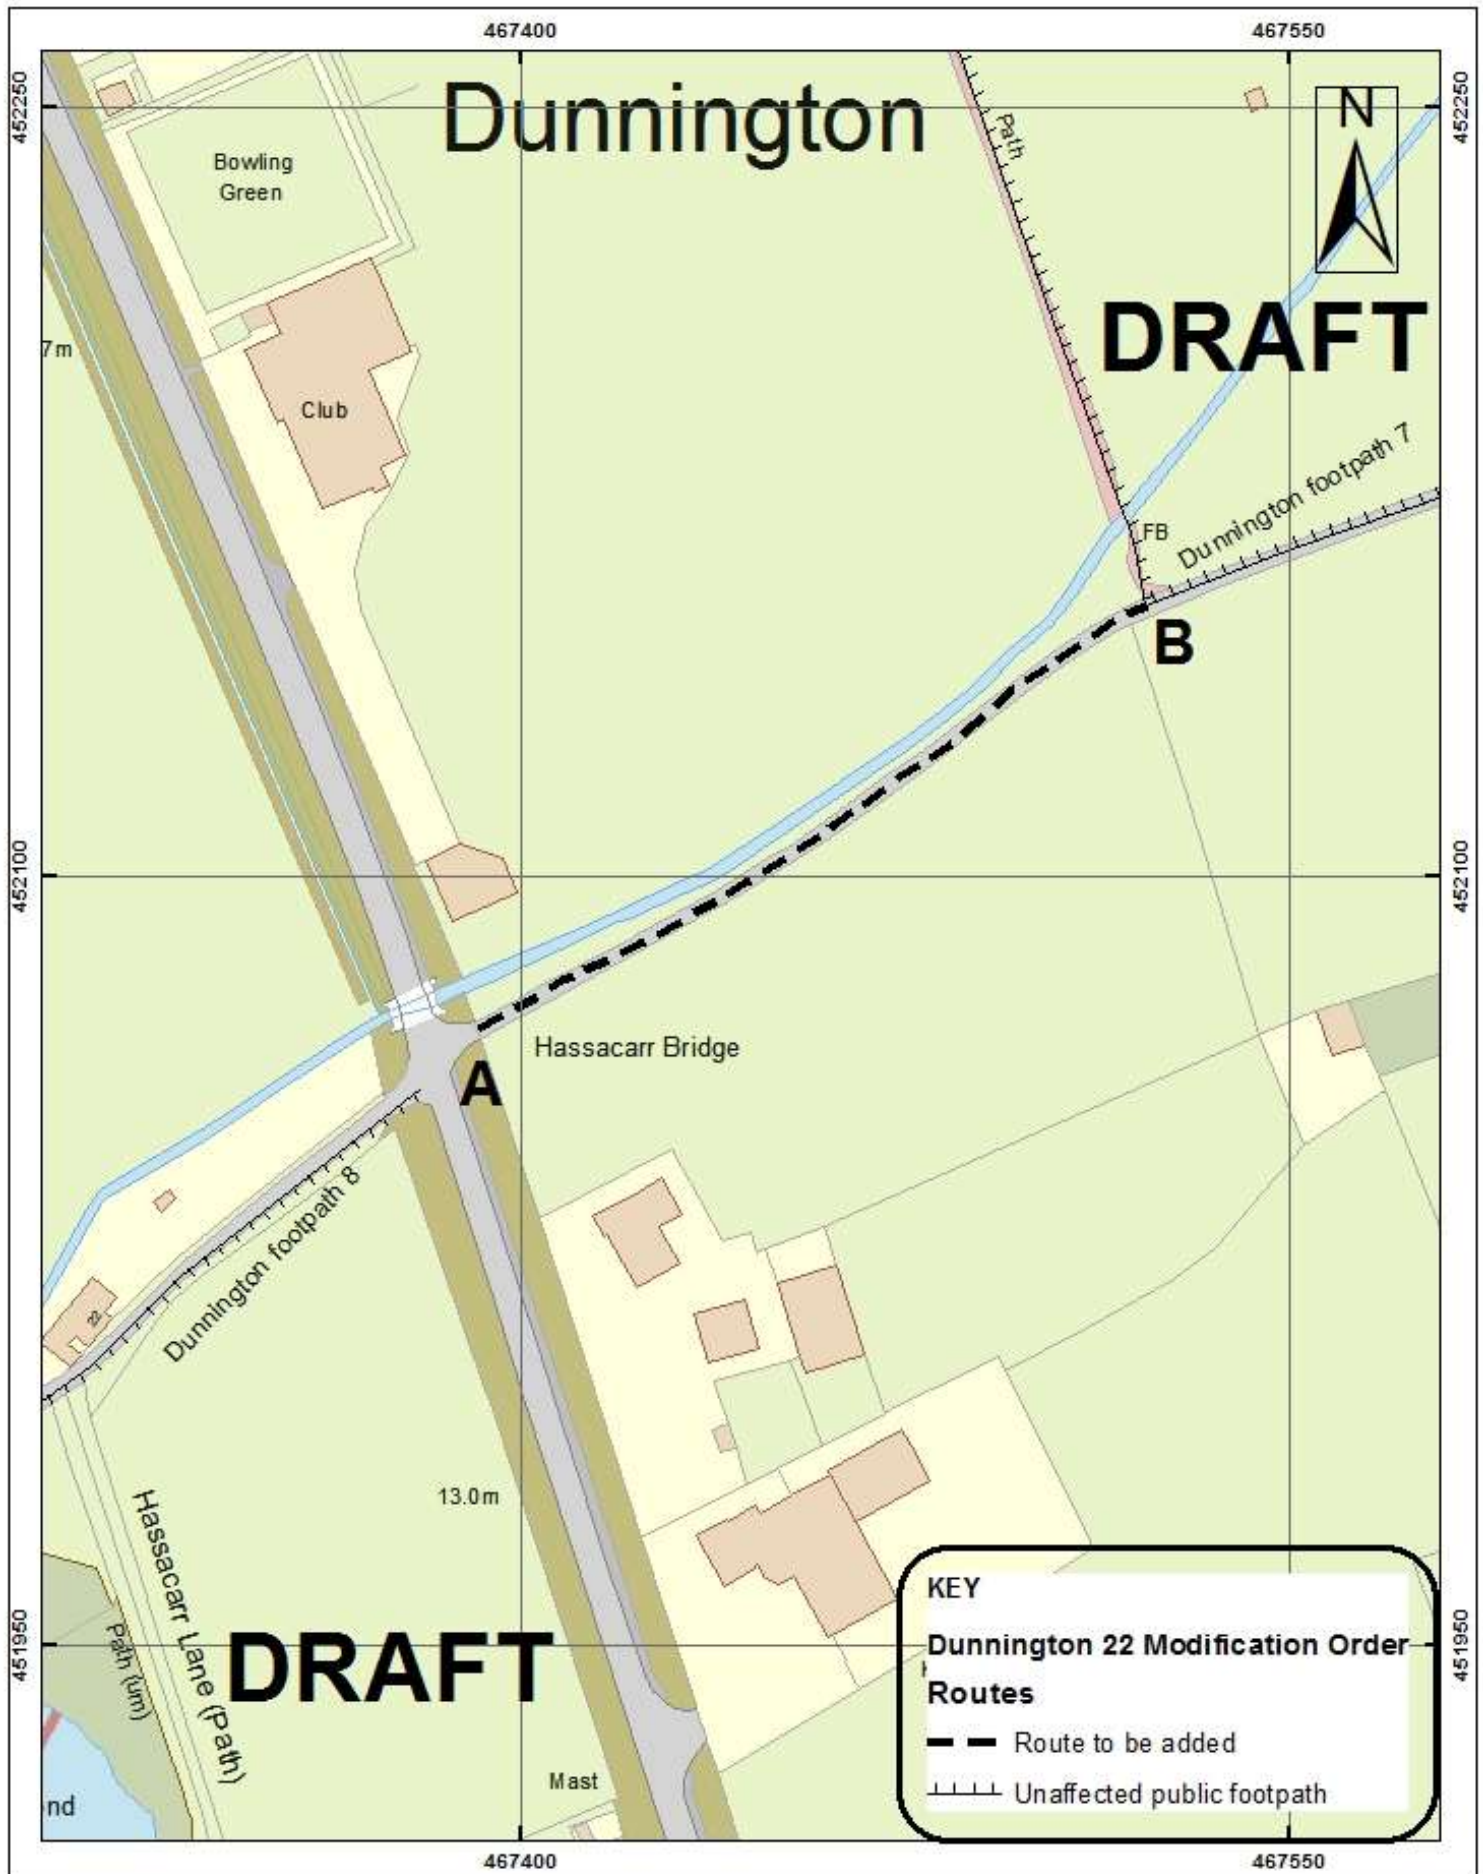 467400
467550
452250
452250
Dunnington
Path
N
Bowling
Green
DRAFT
7m
Club
Dunnington footpath 7
FB
B
452100
452100
Hassacarr Bridge
A
Dunnington footpath 8
22
13.0m
Hassacarr Lane (Path)
Path (um)
DRAFT
451950
451950
KEY
Dunnington 22 Modification Order
Routes
Route to be added
Unaffected public footpath
Mast
nd
467400
467550